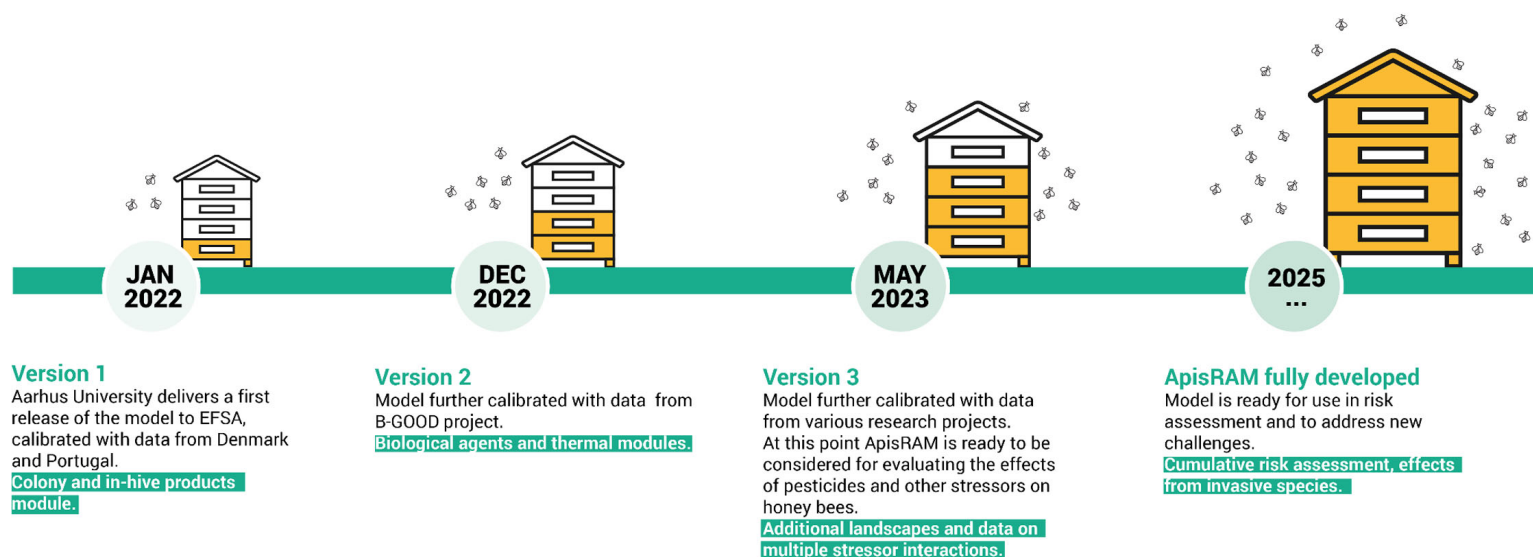 JAN
2022
DEC
2022
MAY
2023
2025
...
Version 1
Aarhus University delivers a first
release of the model to EFSA,
calibrated with data from Denmark
and Portugal.
Colony and in-hive products
module.
Version 2
Model further calibrated with data from
B-GOOD project.
Biological agents and thermal modules.
Version 3
Model further calibrated with data
from various research projects.
At this point ApisRAM is ready to be
considered for evaluating the effects
of pesticides and other stressors on
honey bees.
Additional landscapes and data on
multiple stressor interactions.
ApisRAM fully developed
Model is ready for use in risk
assessment and to address new
challenges.
Cumulative risk assessment, effects
from invasive species.